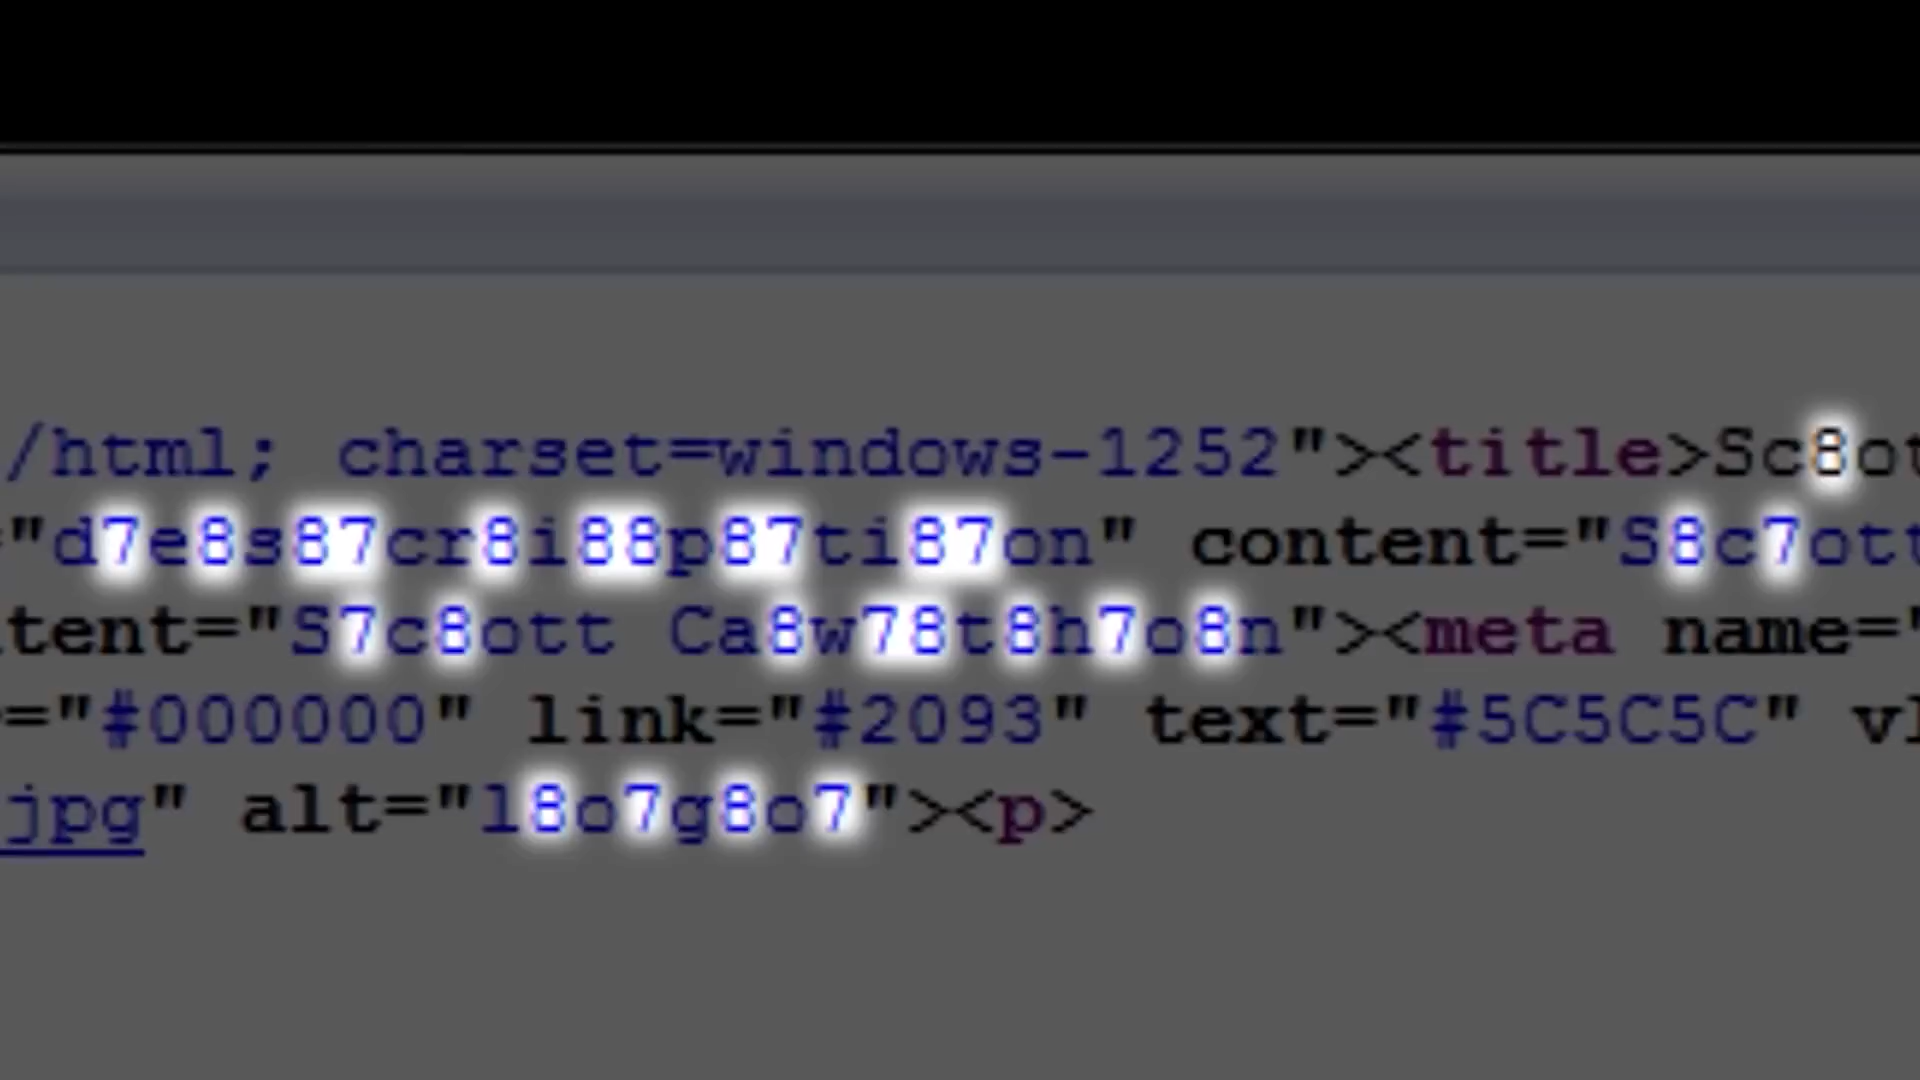 /html; charset=windows-1252"><title>Sc8ot
="d7e8s87cr8i88p87ti87on" content="S8c7ott
tent="S7c8ott Ca8w78t8h7o8n"><meta name="
="#000000" link="#2093" text="#5C5C5C" vl
jpg" alt="l8o7g8o7"><p>